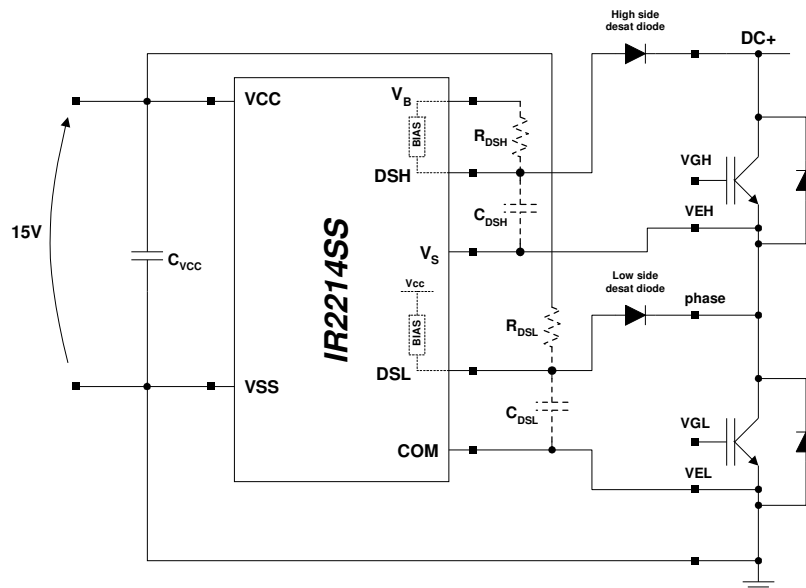 High side
desat diode
DC+
VCC
VB
BIAS
RDSH
DSH
VGH
CDSH
VEH
15V
CVCC
IR2214SS
VS
Vcc
Low side
desat diode
phase
BIAS
RDSL
DSL
VSS
CDSL
VGL
COM
VEL